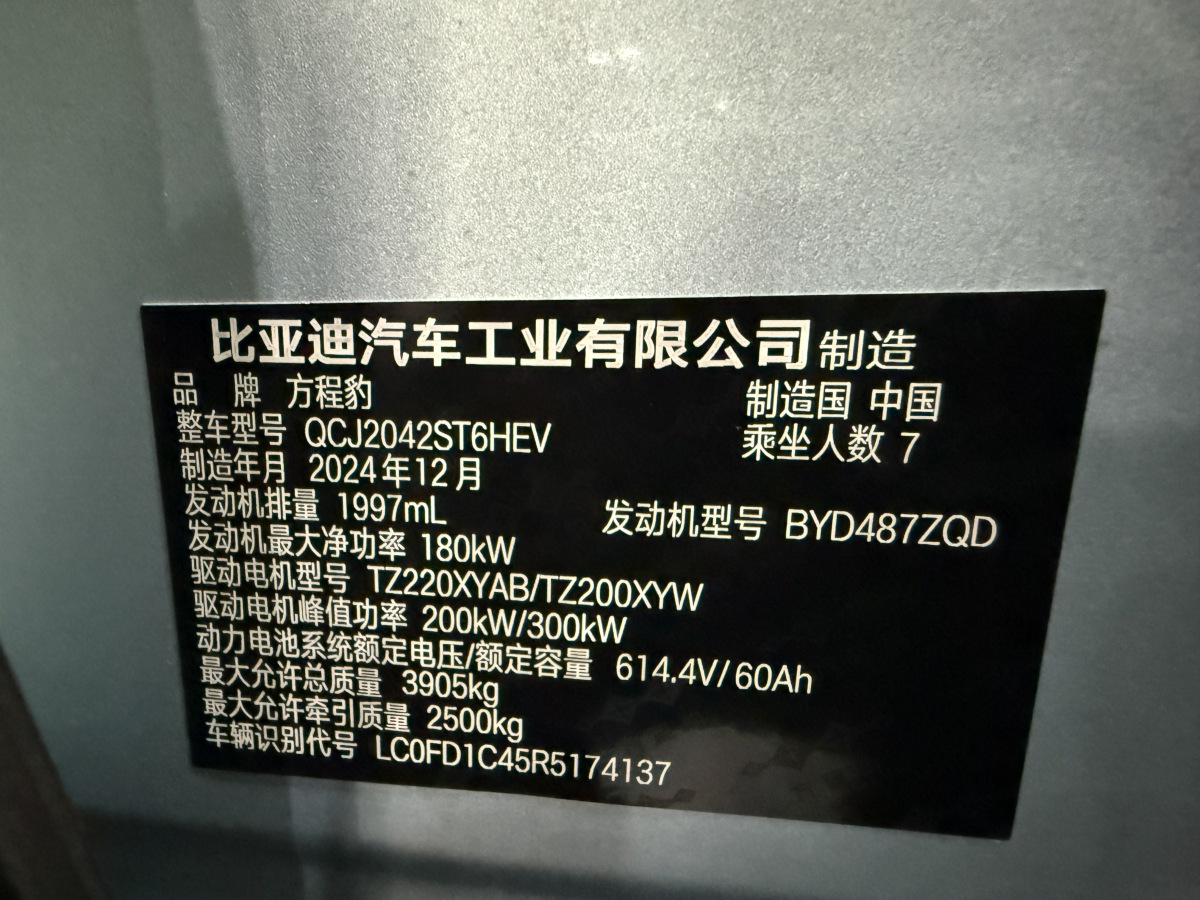 比亚迪汽车工业有限公司制造
品 牌 方程豹 制造国 中国
整车型号 QCJ2042ST6HEV 乘坐人数 7
制造年月 2024年12月
发动机排量 1997mL 发动机型号 BYD487ZQD
发动机最大净功率 180kW
驱动电机型号 TZ220XYAB/TZ200XYW
驱动电机峰值功率 200kW/300kW
动力电池系统额定电压/额定容量 614.4V/60Ah
最大允许总质量 3905kg
最大允许牵引质量 2500kg
车辆识别代号 LC0FD1C45R5174137